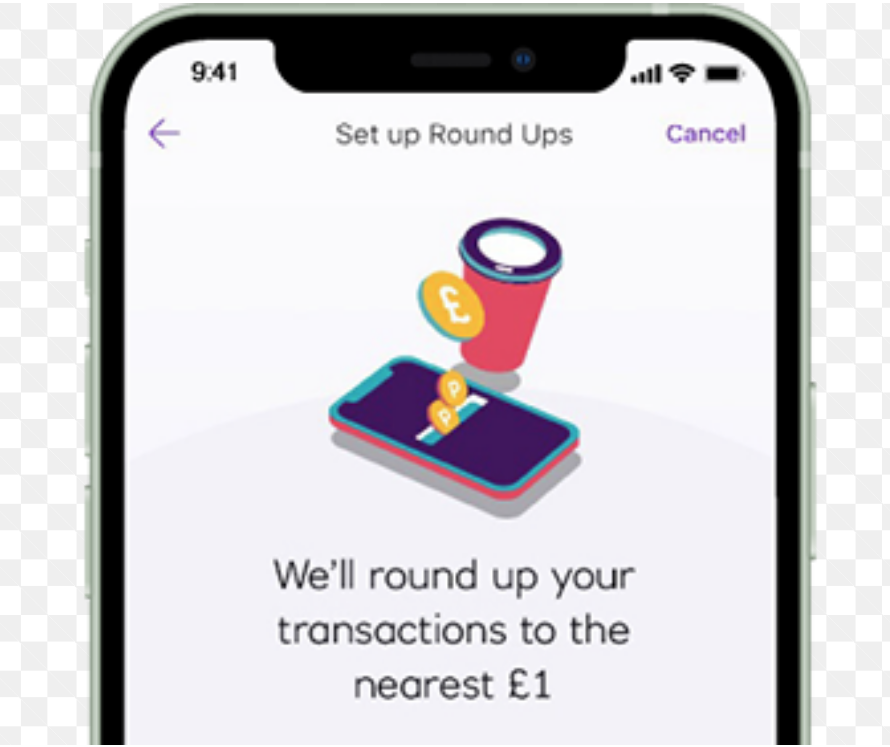 9:41
Set up Round Ups
Cancel
£
P
P
We'll round up your
transactions to the
nearest £1